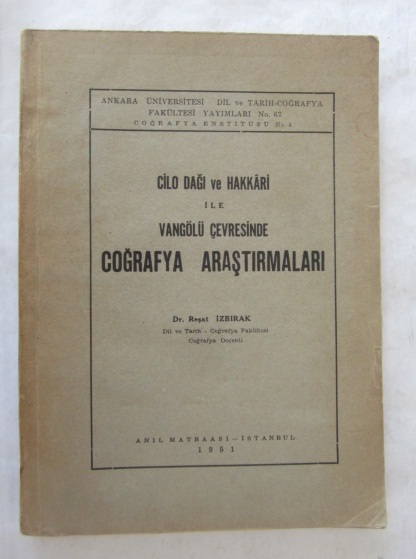 ANKARA ÜNİVERSİTESİ DİL ve TARİH-COĞRAFYA
FAKÜLTESİ YAYIMLARI No. 67
COĞRAFYA ENSTİTÜSÜ No. 4
CİLO DAĞI ve HAKKÂRİ
İLE
VANGÖLÜ ÇEVRESİNDE
COĞRAFYA ARAŞTIRMALARI
Dr. Reşat İZBIRAK
Dil ve Tarih - Coğrafya Fakültesi
Coğrafya Doçenti
ANIL MATBAASI—İSTANBUL
1951